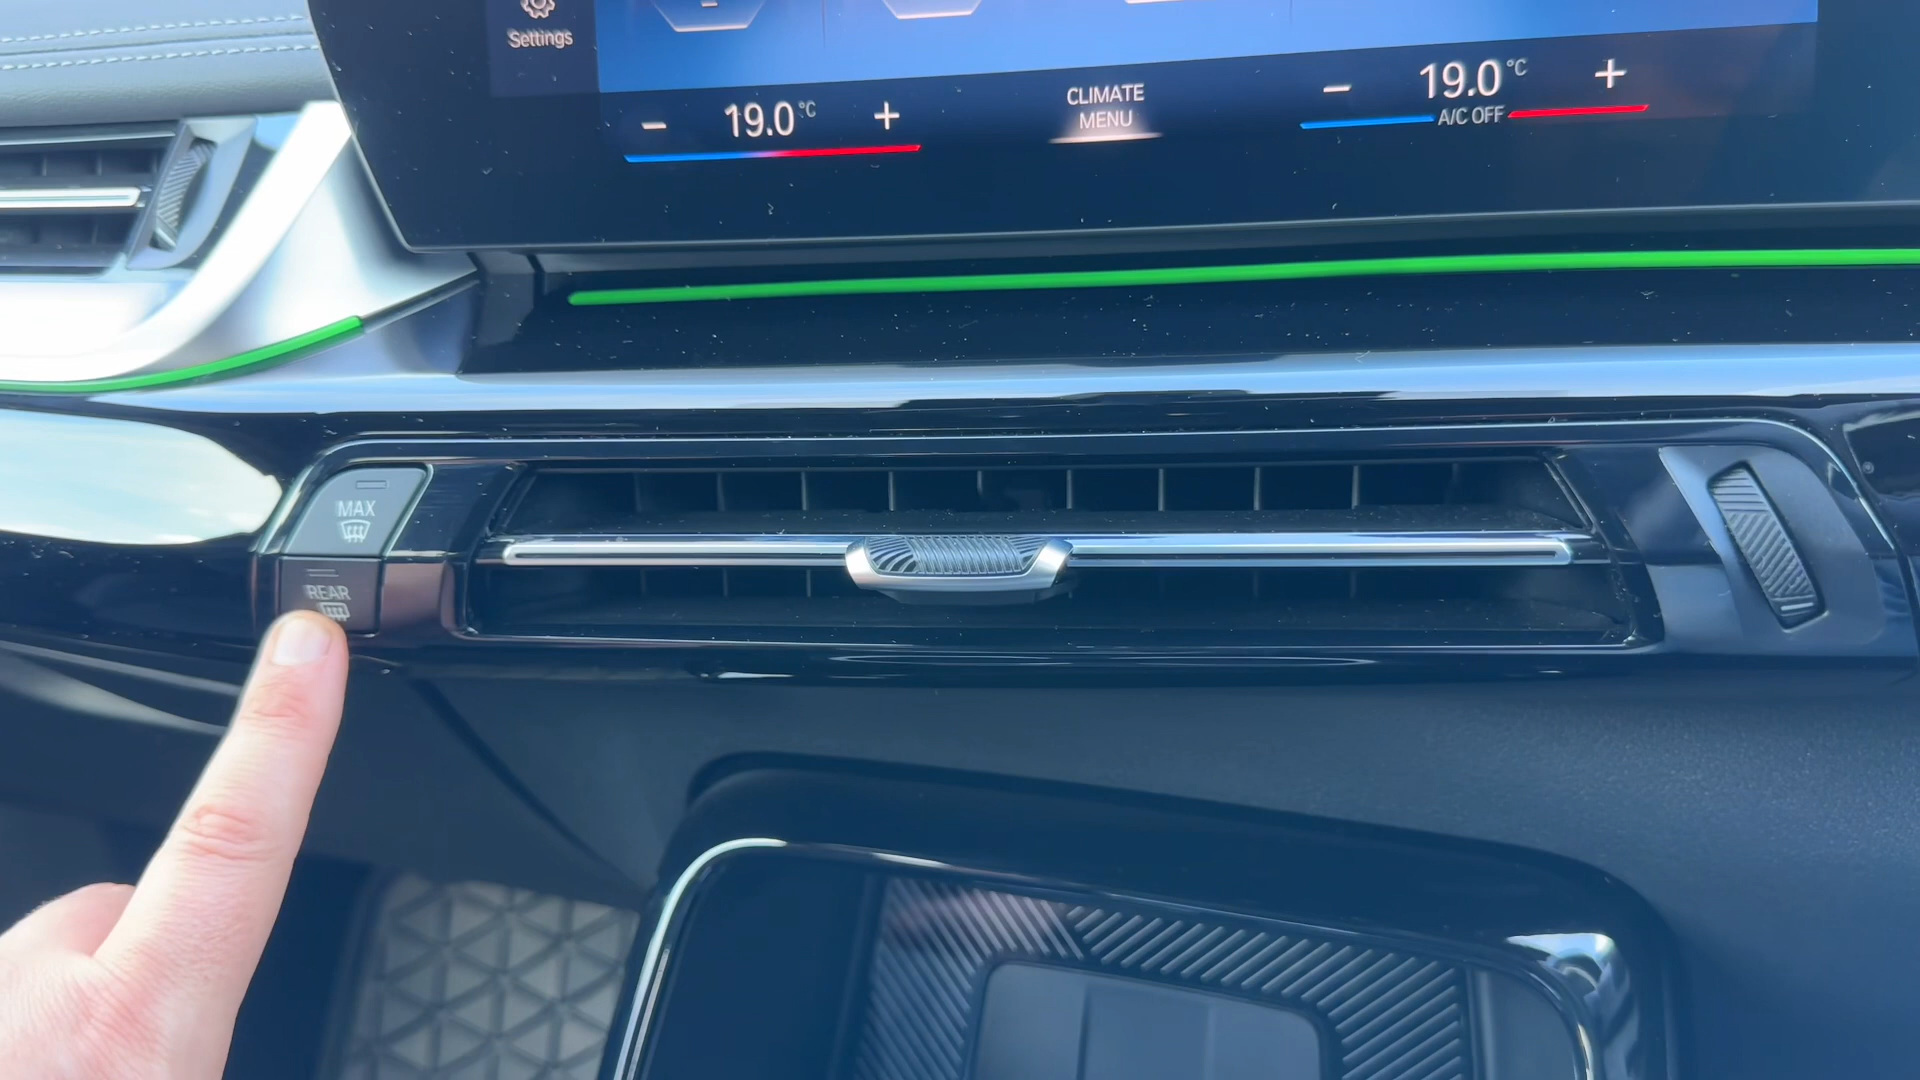 Settings
19.0 °C
CLIMATE
MENU
19.0 °C
A/C OFF
MAX
REAR